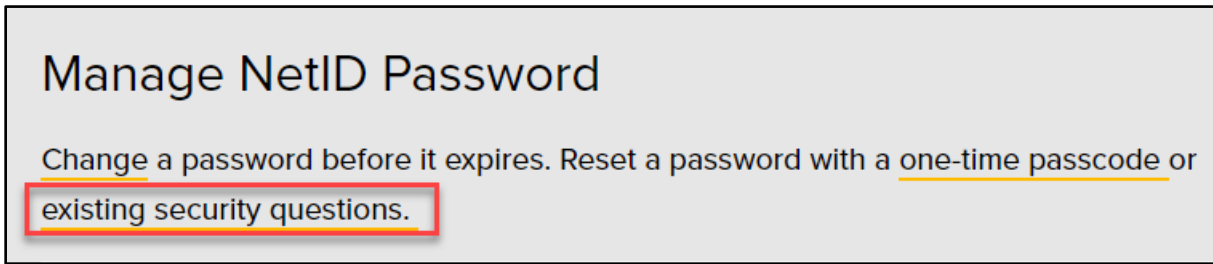 Manage NetID Password
Change a password before it expires. Reset a password with a one-time passcode or
existing security questions.